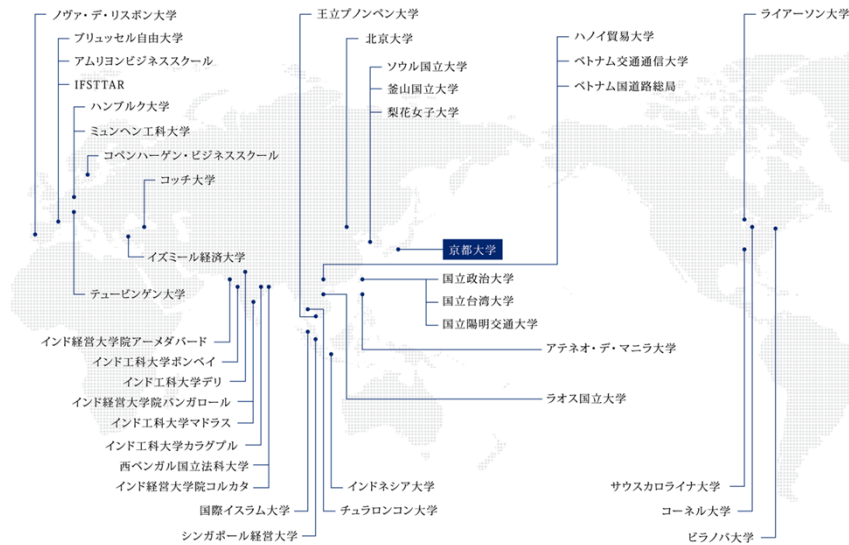 ノヴァ・デ・リスボン大学
ブリュッセル自由大学
アムリヨンビジネススクール
IFSTTAR
ハンブルク大学
ミュンヘン工科大学
コペンハーゲン・ビジネススクール
コッチ大学
イズミール経済大学
テュービンゲン大学
王立プノンペン大学
北京大学
ソウル国立大学
釜山国立大学
梨花女子大学
ハノイ貿易大学
ベトナム交通通信大学
ベトナム国道路総局
ライアーソン大学
京都大学
国立政治大学
国立台湾大学
国立陽明交通大学
アテネオ・デ・マニラ大学
ラオス国立大学
インド経営大学院アーメダバード
インド工科大学ボンベイ
インド工科大学デリ
インド経営大学院バンガロール
インド工科大学マドラス
インド工科大学カラグプル
西ベンガル国立法科大学
インド経営大学院コルカタ
国際イスラム大学
シンガポール経営大学
インドネシア大学
チュラロンコン大学
サウスカロライナ大学
コーネル大学
ビラノバ大学